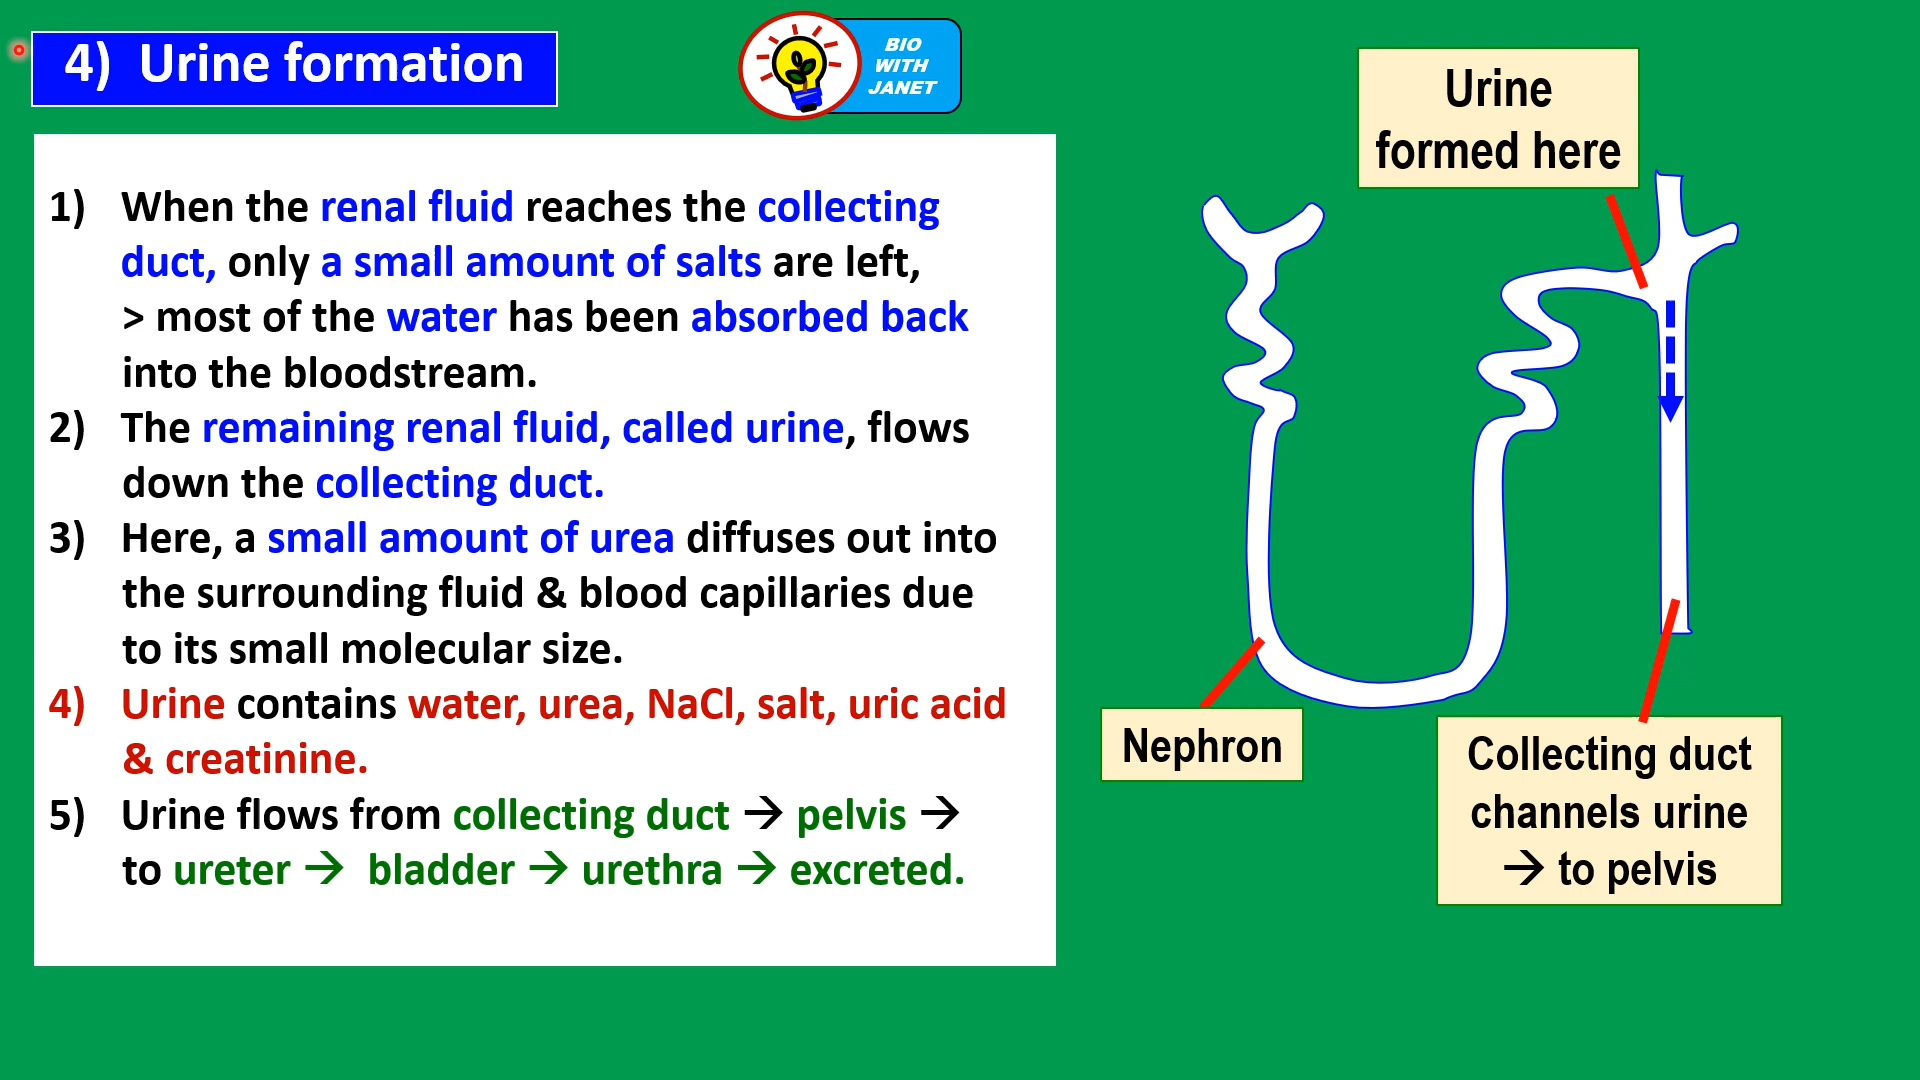 4) Urine formation
BIO
WITH
JANET
1) When the renal fluid reaches the collecting
duct, only a small amount of salts are left,
> most of the water has been absorbed back
into the bloodstream.
2) The remaining renal fluid, called urine, flows
down the collecting duct.
3) Here, a small amount of urea diffuses out into
the surrounding fluid & blood capillaries due
to its small molecular size.
4) Urine contains water, urea, NaCl, salt, uric acid
& creatinine.
5) Urine flows from collecting duct → pelvis →
to ureter → bladder → urethra → excreted.
Urine
formed here
Nephron
Collecting duct
channels urine
→ to pelvis